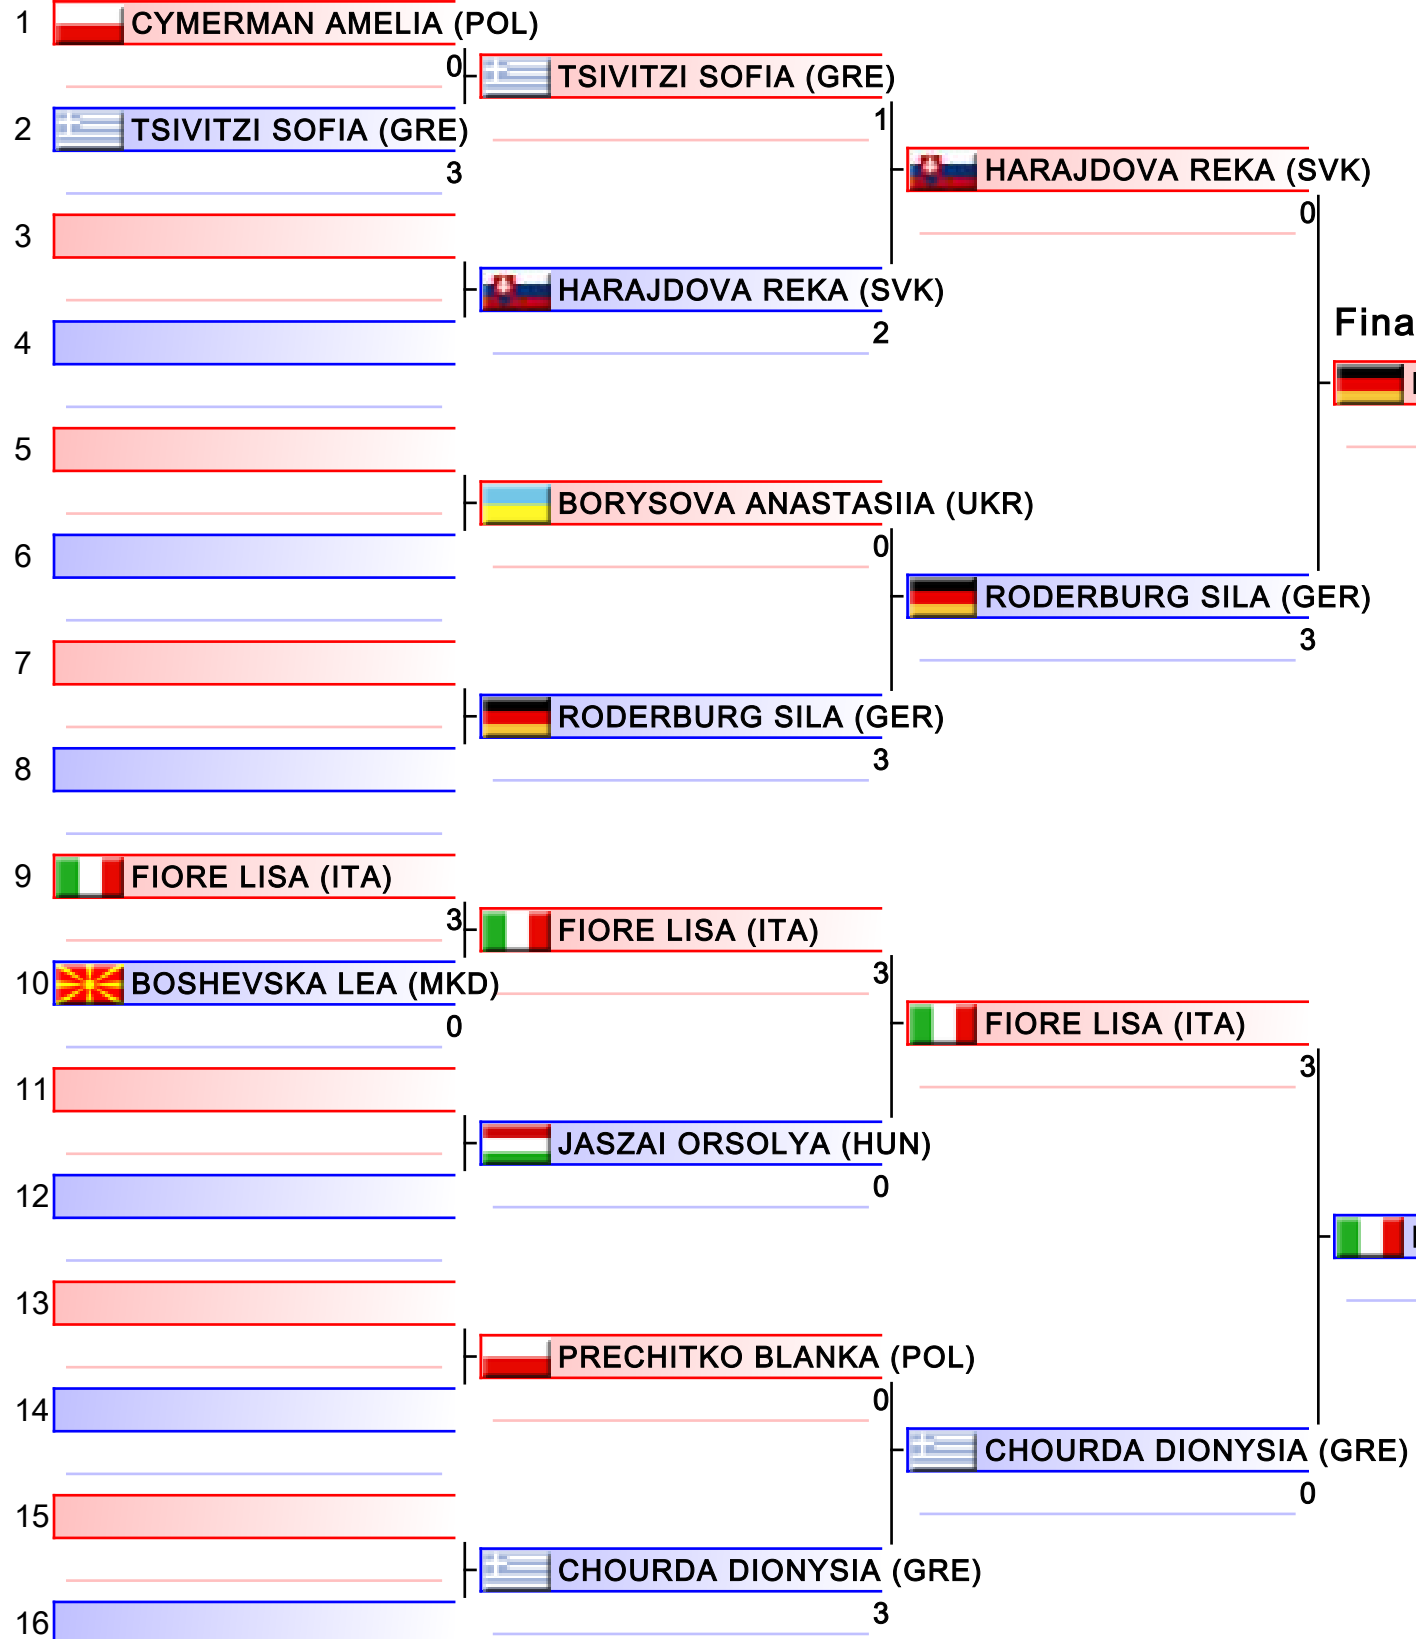 1 CYMERMAN AMELIA (POL)
0
TSIVITZI SOFIA (GRE)
1
2 TSIVITZI SOFIA (GRE)
3
HARAJDOVA REKA (SVK)
0
3
HARAJDOVA REKA (SVK)
2
4
Fina
5
BORYSOVA ANASTASIIA (UKR)
0
6
RODERBURG SILA (GER)
3
7
RODERBURG SILA (GER)
3
8
9 FIORE LISA (ITA)
3
FIORE LISA (ITA)
3
10 BOSHEVSKA LEA (MKD)
0
FIORE LISA (ITA)
3
11
JASZAI ORSOLYA (HUN)
0
12
13
PRECHITKO BLANKA (POL)
0
14
CHOURDA DIONYSIA (GRE)
0
15
CHOURDA DIONYSIA (GRE)
3
16